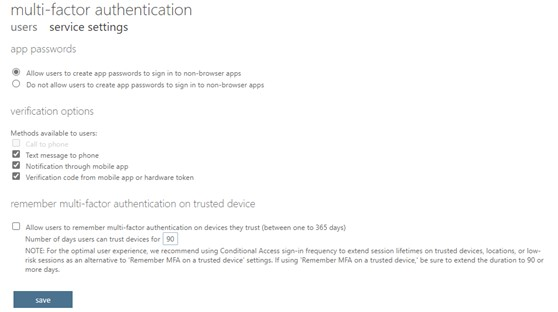 multi-factor authentication
users service settings
app passwords
Allow users to create app passwords to sign in to non-browser apps
Do not allow users to create app passwords to sign in to non-browser apps
verification options
Methods available to users:
Call to phone
Text message to phone
Notification through mobile app
Verification code from mobile app or hardware token
remember multi-factor authentication on trusted device
Allow users to remember multi-factor authentication on devices they trust (between one to 365 days)
Number of days users can trust devices for 90
NOTE: For the optimal user experience, we recommend using Conditional Access sign-in frequency to extend session lifetimes on trusted devices, locations, or low-
risk sessions as an alternative to 'Remember MFA on a trusted device' settings. If using 'Remember MFA on a trusted device,' be sure to extend the duration to 90 or
more days.
save